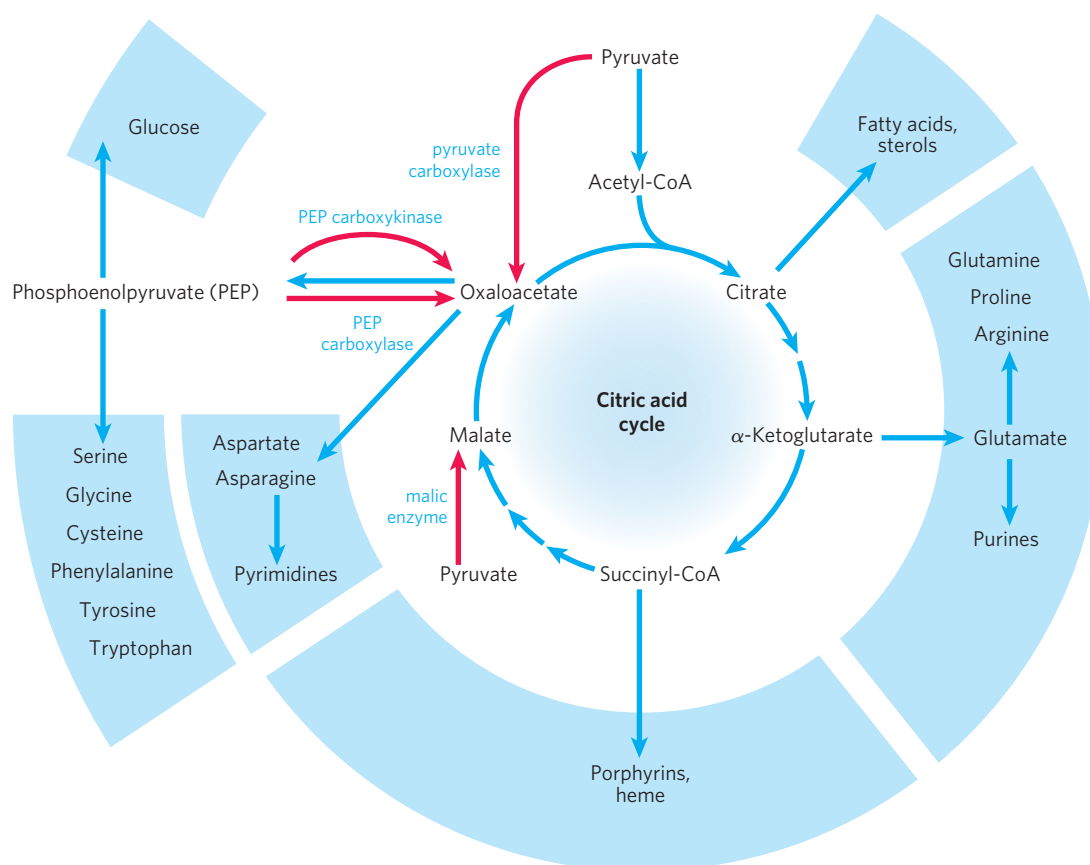 Pyruvate
Glucose
Fatty acids,
sterols
pyruvate
carboxylase
Acetyl-CoA
PEP carboxykinase
Glutamine
Phosphoenolpyruvate (PEP)
Oxaloacetate
Citrate
Proline
Arginine
PEP
carboxylase
Citric acid
cycle
Aspartate
Malate
α-Ketoglutarate
Glutamate
Serine
Asparagine
Glycine
malic
enzyme
Cysteine
Purines
Phenylalanine
Pyrimidines
Pyruvate
Succinyl-CoA
Tyrosine
Tryptophan
Porphyrins,
heme